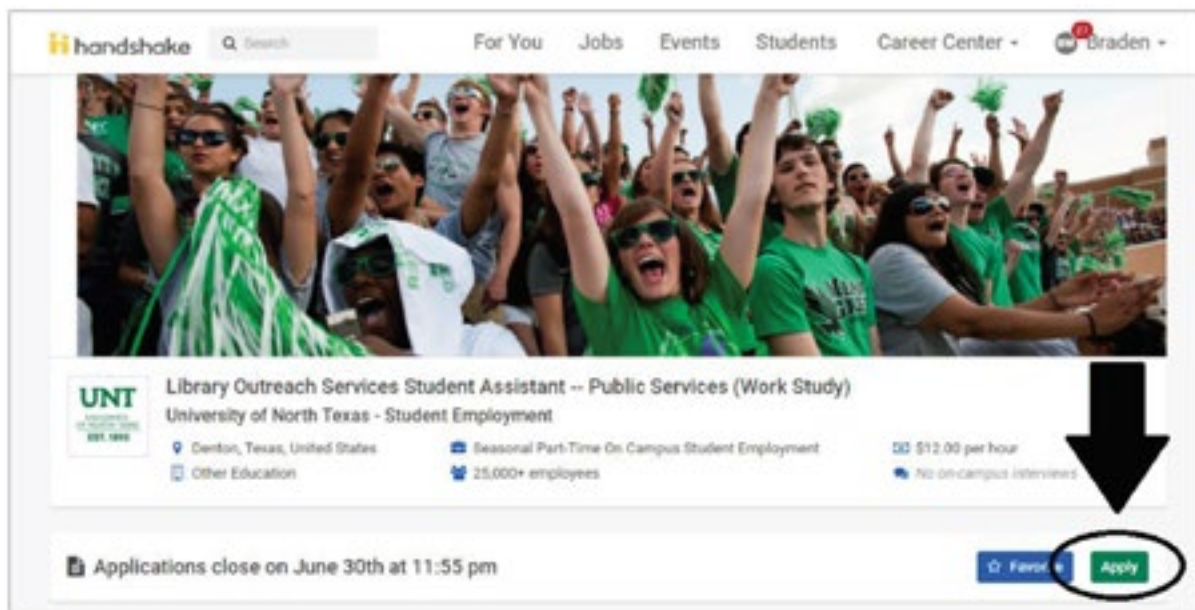 handshake Search For You Jobs Events Students Career Center Braden
UNT
EST. 1890
Library Outreach Services Student Assistant -- Public Services (Work Study)
University of North Texas - Student Employment
Denton, Texas, United States Seasonal Part-Time On Campus Student Employment $12.00 per hour
Other Education 25,000+ employees No on-campus interviews
Applications close on June 30th at 11:55 pm Favorite Apply